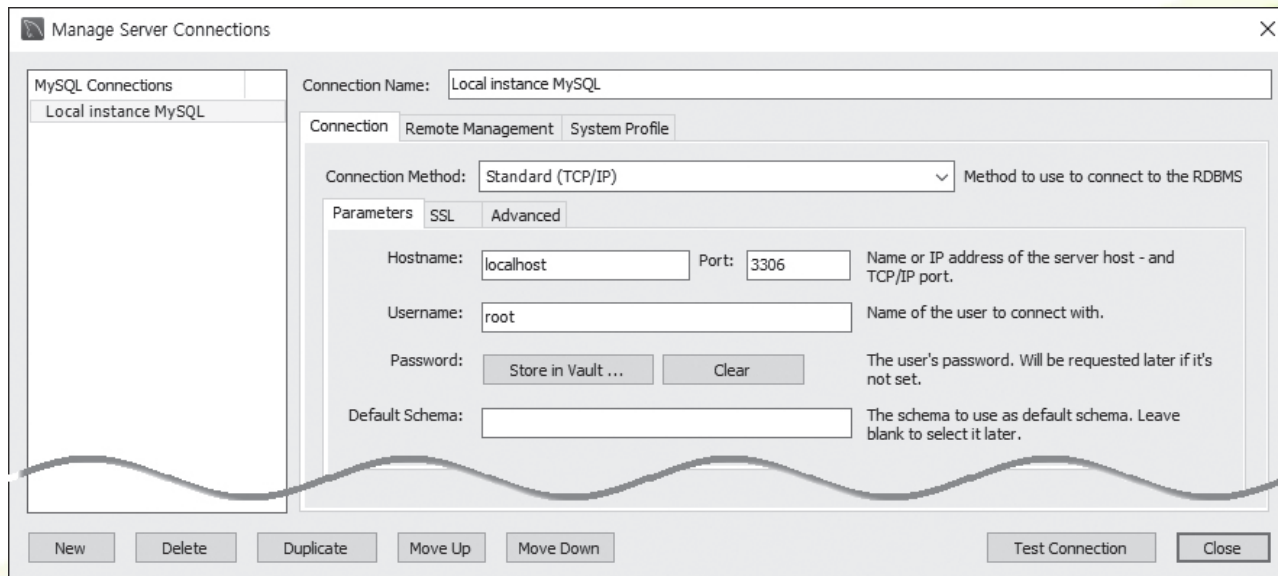 Manage Server Connections
MySQL Connections
Local instance MySQL
Connection Name: Local instance MySQL
Connection Remote Management System Profile
Connection Method: Standard (TCP/IP) Method to use to connect to the RDBMS
Parameters SSL Advanced
Hostname: localhost Port: 3306 Name or IP address of the server host - and
TCP/IP port.
Username: root Name of the user to connect with.
Password: Store in Vault ... Clear The user's password. Will be requested later if it's
not set.
Default Schema: The schema to use as default schema. Leave
blank to select it later.
New Delete Duplicate Move Up Move Down Test Connection Close